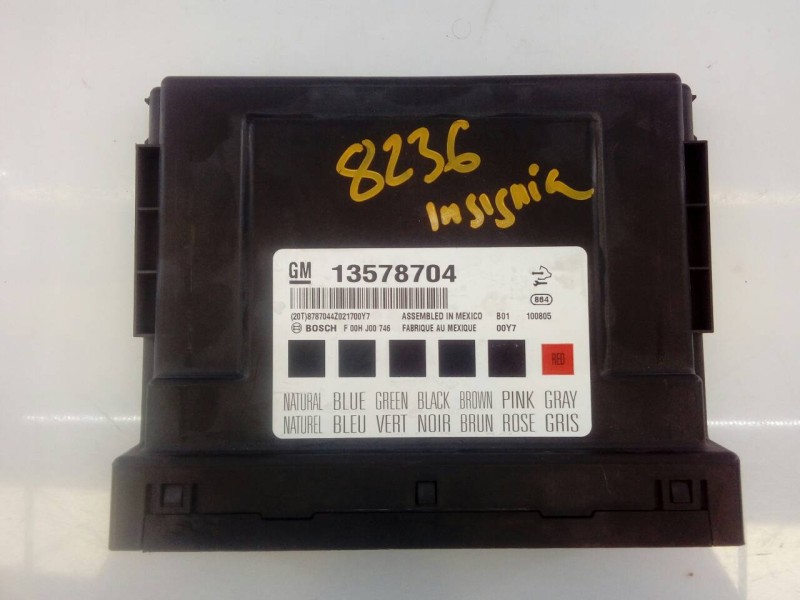 8236
Insignia
GM 13578704
864
(20T)8787044Z021700Y7 ASSEMBLED IN MEXICO B01 100805
BOSCH F 00H J00 746 FABRIQUE AU MEXIQUE 00Y7
RED
NATURAL BLUE GREEN BLACK BROWN PINK GRAY
NATUREL BLEU VERT NOIR BRUN ROSE GRIS